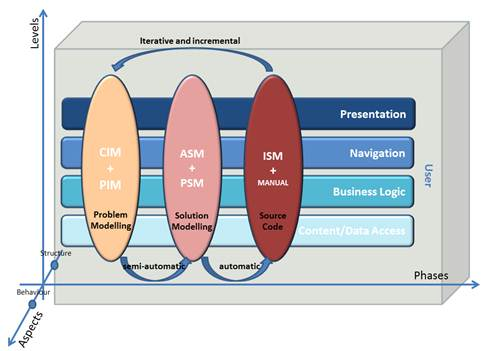 Levels
Iterative and incremental
Presentation
CIM
+
PIM
ASM
+
PSM
ISM
+
MANUAL
Navigation
User
Business Logic
Problem
Modelling
Solution
Modelling
Source
Code
Content/Data Access
Structure
semi-automatic
automatic
Phases
Behaviour
Aspects